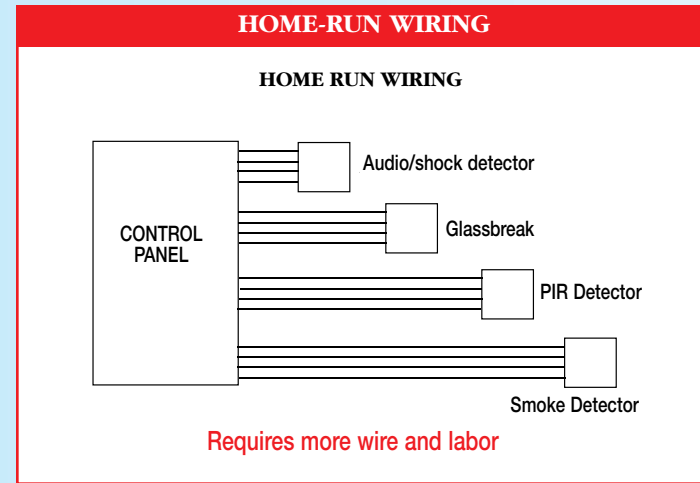 HOME-RUN WIRING
HOME RUN WIRING
Audio/shock detector
CONTROL
PANEL
Glassbreak
PIR Detector
Smoke Detector
Requires more wire and labor